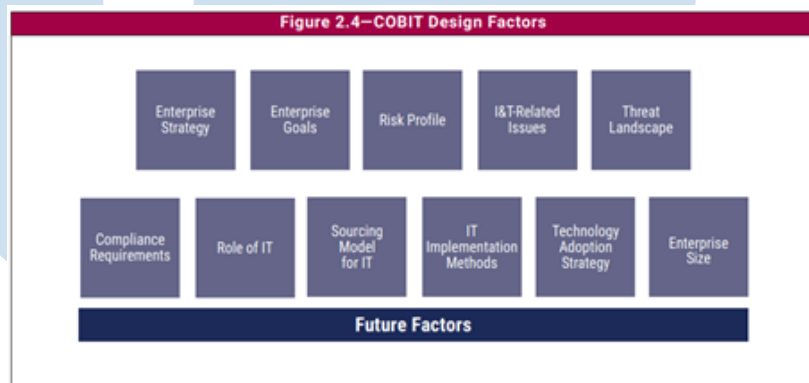 Figure 2.4—COBIT Design Factors
Enterprise
Strategy
Enterprise
Goals
Risk Profile
I&T-Related
Issues
Threat
Landscape
Compliance
Requirements
Role of IT
Sourcing
Model
for IT
IT
Implementation
Methods
Technology
Adoption
Strategy
Enterprise
Size
Future Factors